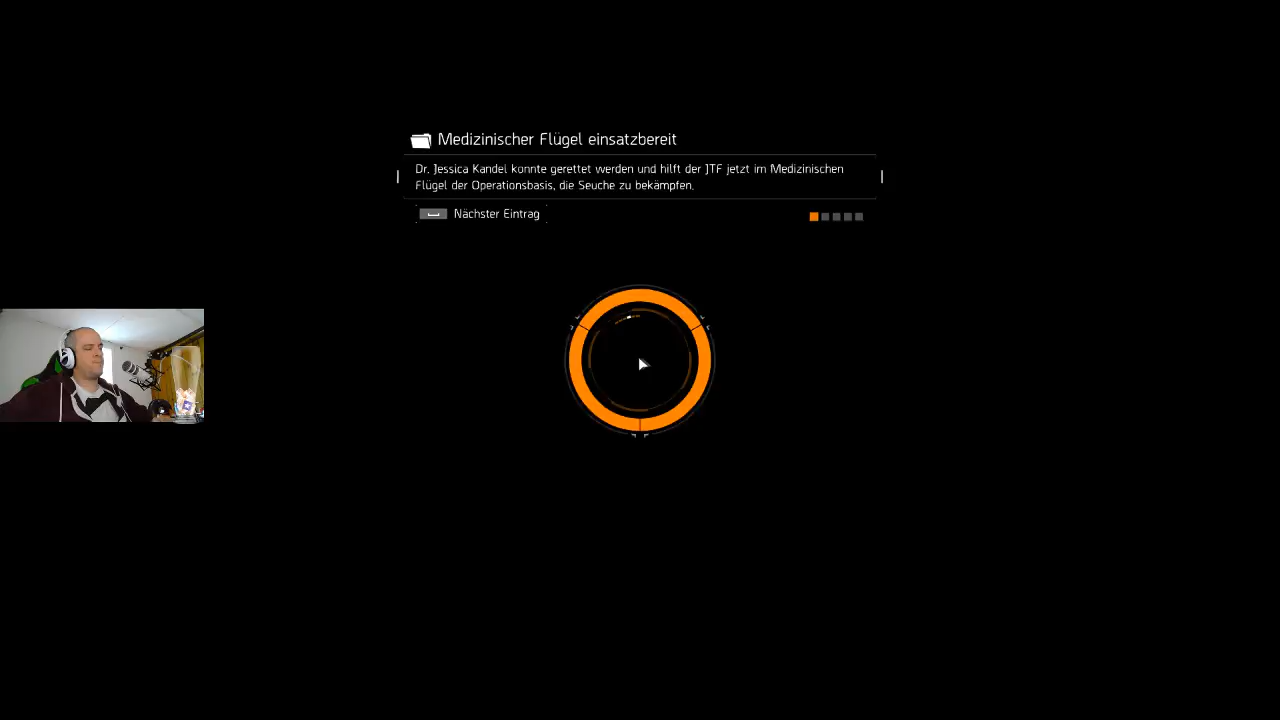 Medizinischer Flügel einsatzbereit
Dr. Jessica Kandel konnte gerettet werden und hilft der JTF jetzt im Medizinischen
Flügel der Operationsbasis, die Seuche zu bekämpfen.
Nächster Eintrag